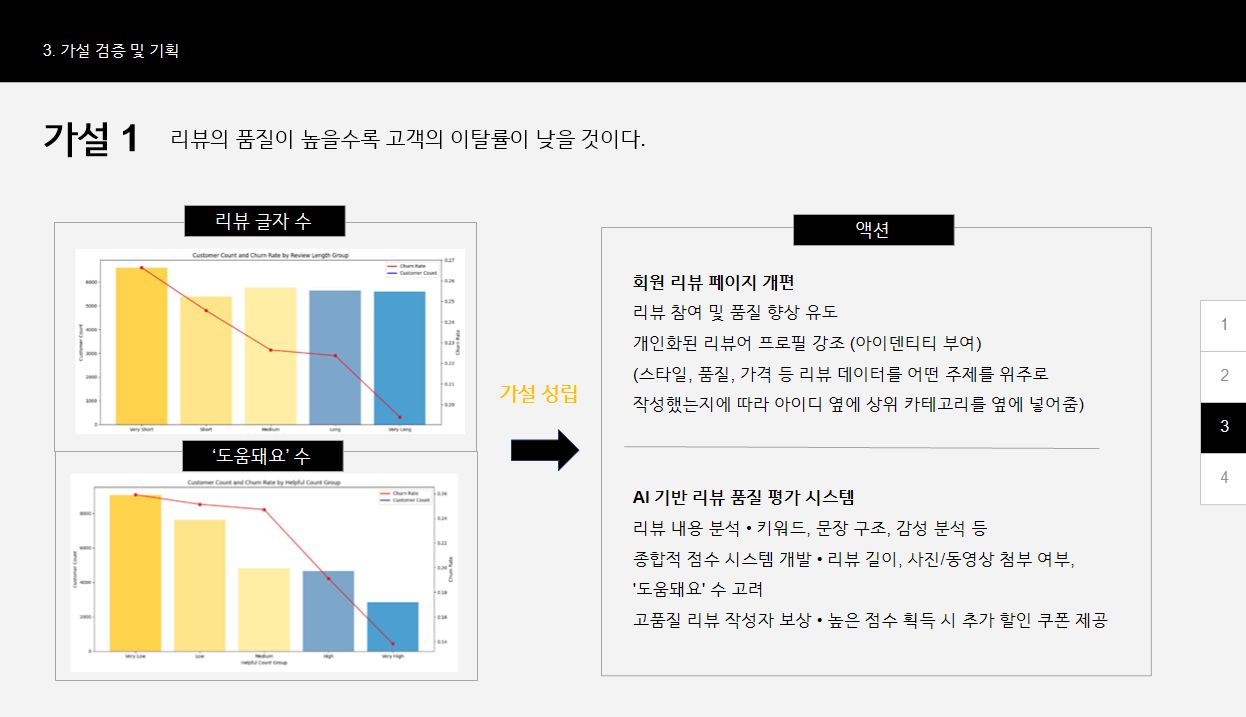 3. 가설 검증 및 기획
가설 1
리뷰의 품질이 높을수록 고객의 이탈률이 낮을 것이다.
리뷰 글자 수
Customer Count and Churn Rate by Review Length Group
Churn Rate
Customer Count
6000
5000
4000
3000
2000
1000
0
Customer Count
0.27
0.26
0.25
0.24
0.23
0.22
0.21
0.20
Churn Rate
Very Short
Short
Medium
Long
Very Long
'도움돼요' 수
Customer Count and Churn Rate by Helpful Count Group
Churn Rate
Customer Count
8000
6000
4000
2000
0
Customer Count
0.26
0.24
0.22
0.20
0.18
0.16
0.14
Churn Rate
Very Low
Low
Medium
High
Very High
Helpful Count Group
가설 성립
액션
회원 리뷰 페이지 개편
리뷰 참여 및 품질 향상 유도
개인화된 리뷰어 프로필 강조 (아이덴티티 부여)
(스타일, 품질, 가격 등 리뷰 데이터를 어떤 주제를 위주로
작성했는지에 따라 아이디 옆에 상위 카테고리를 옆에 넣어줌)
AI 기반 리뷰 품질 평가 시스템
리뷰 내용 분석 • 키워드, 문장 구조, 감성 분석 등
종합적 점수 시스템 개발 • 리뷰 길이, 사진/동영상 첨부 여부,
'도움돼요' 수 고려
고품질 리뷰 작성자 보상 • 높은 점수 획득 시 추가 할인 쿠폰 제공
1
2
3
4